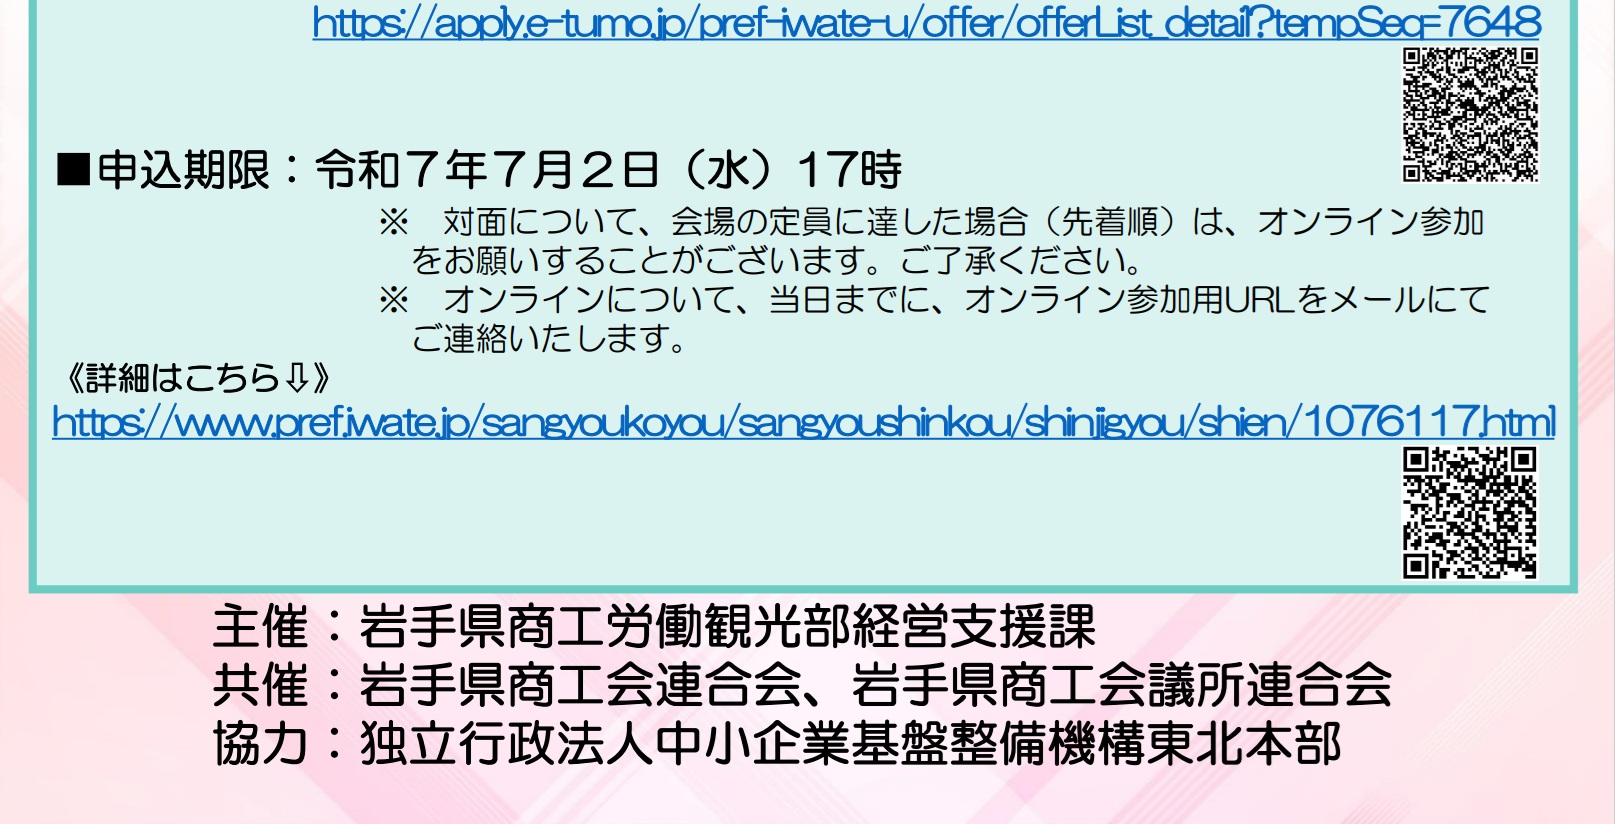 https://apply.e-tumo.jp/pref-iwate-u/offer/offerList_detail?tempSeq=7648
■申込期限：令和７年７月２日（水）17時
※　対面について、会場の定員に達した場合（先着順）は、オンライン参加
をお願いすることがございます。ご了承ください。
※　オンラインについて、当日までに、オンライン参加用URLをメールにて
ご連絡いたします。
《詳細はこちら⇩》
https://www.pref.iwate.jp/sangyoukoyou/sangyoushinkou/shinjigyou/shien/1076117.html
主催：岩手県商工労働観光部経営支援課
共催：岩手県商工会連合会、岩手県商工会議所連合会
協力：独立行政法人中小企業基盤整備機構東北本部